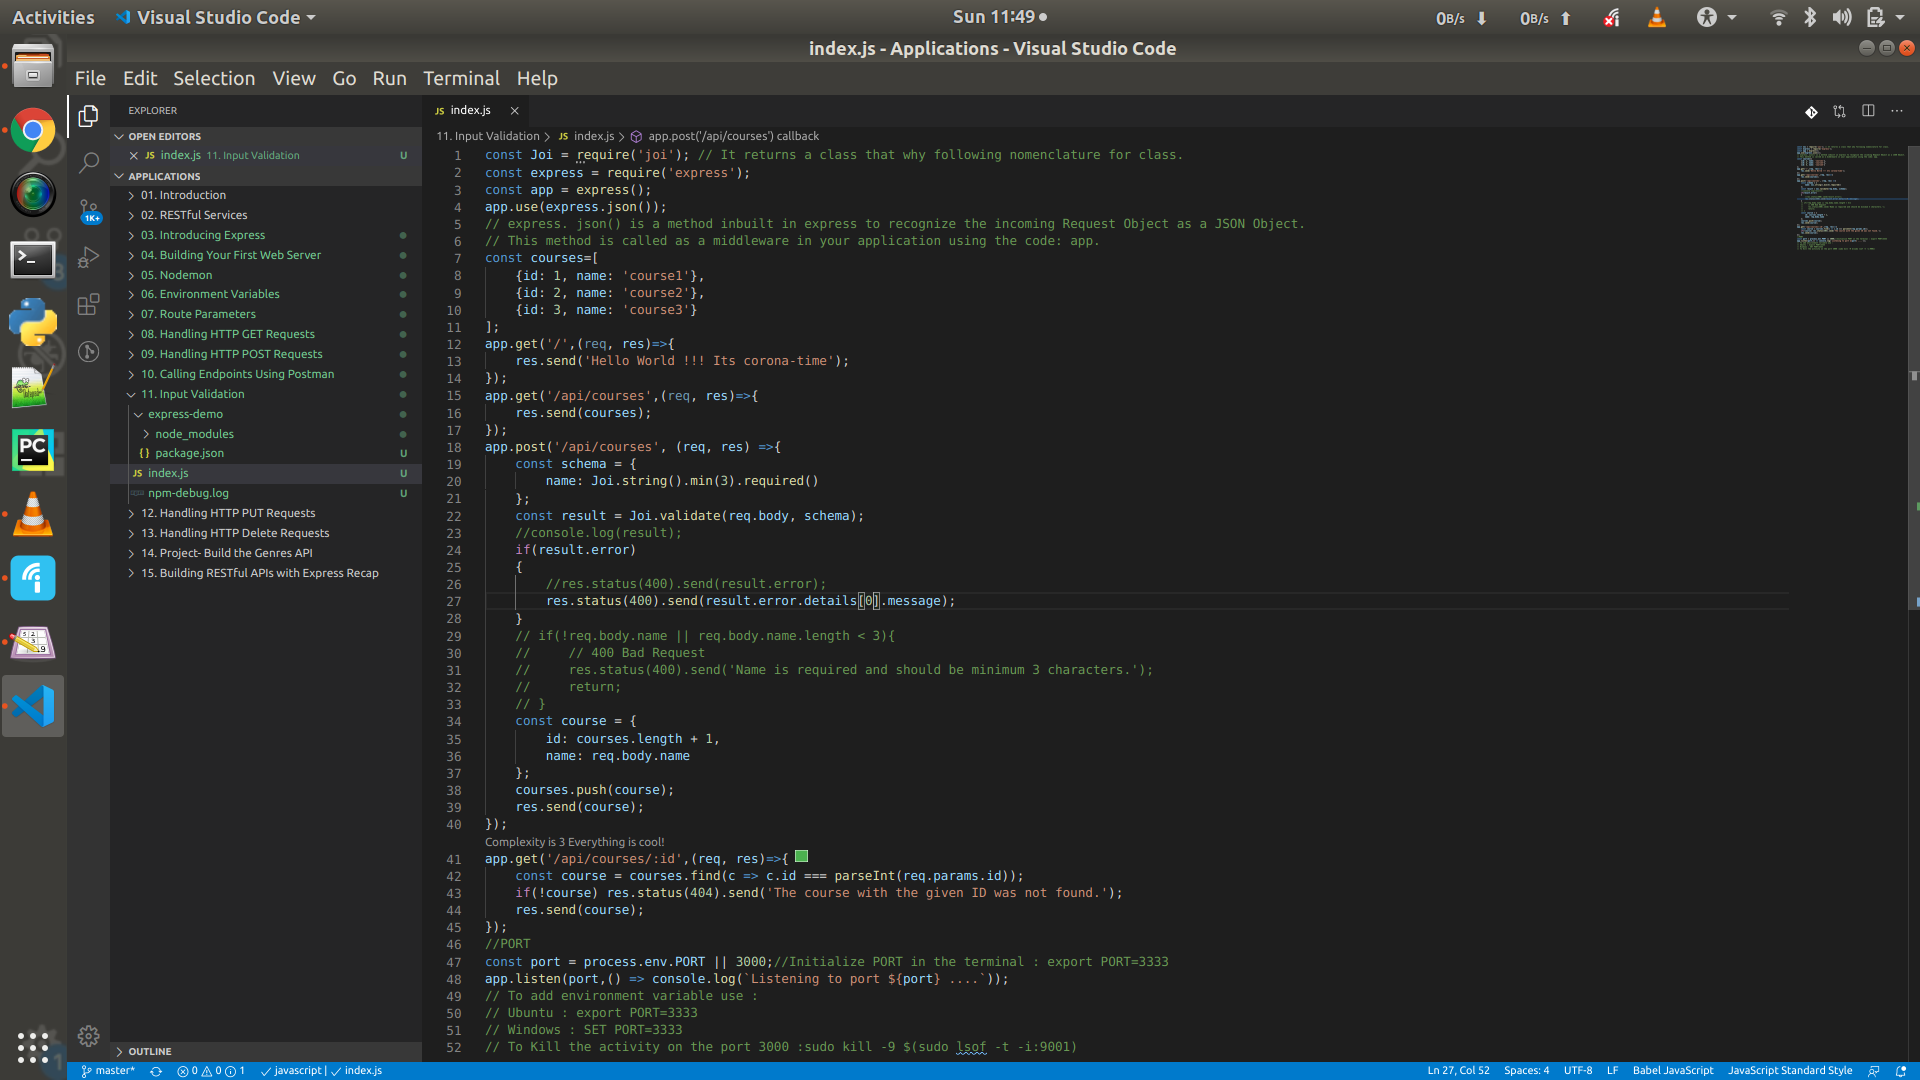 Activities
Visual Studio Code
Sun 11:49
0B/s
0B/s
index.js - Applications - Visual Studio Code
File Edit Selection View Go Run Terminal Help
EXPLORER
OPEN EDITORS
JS index.js 11. Input Validation U
APPLICATIONS
01. Introduction
02. RESTful Services
03. Introducing Express
04. Building Your First Web Server
05. Nodemon
06. Environment Variables
07. Route Parameters
08. Handling HTTP GET Requests
09. Handling HTTP POST Requests
10. Calling Endpoints Using Postman
11. Input Validation
express-demo
node_modules
{} package.json U
JS index.js U
npm-debug.log U
12. Handling HTTP PUT Requests
13. Handling HTTP Delete Requests
14. Project- Build the Genres API
15. Building RESTful APIs with Express Recap
OUTLINE
1K+
PC
JS index.js
11. Input Validation > JS index.js > app.post('/api/courses') callback
1 const Joi = require('joi'); // It returns a class that why following nomenclature for class.
2 const express = require('express');
3 const app = express();
4 app.use(express.json());
5 // express. json() is a method inbuilt in express to recognize the incoming Request Object as a JSON Object.
6 // This method is called as a middleware in your application using the code: app.
7 const courses=[
8 {id: 1, name: 'course1'},
9 {id: 2, name: 'course2'},
10 {id: 3, name: 'course3'}
11 ];
12 app.get('/',(req, res)=>{
13 res.send('Hello World !!! Its corona-time');
14 });
15 app.get('/api/courses',(req, res)=>{
16 res.send(courses);
17 });
18 app.post('/api/courses', (req, res) =>{
19 const schema = {
20 name: Joi.string().min(3).required()
21 };
22 const result = Joi.validate(req.body, schema);
23 //console.log(result);
24 if(result.error)
25 {
26 //res.status(400).send(result.error);
27 res.status(400).send(result.error.details[0].message);
28 }
29 // if(!req.body.name || req.body.name.length < 3){
30 // // 400 Bad Request
31 // res.status(400).send('Name is required and should be minimum 3 characters.');
32 // return;
33 // }
34 const course = {
35 id: courses.length + 1,
36 name: req.body.name
37 };
38 courses.push(course);
39 res.send(course);
40 });
Complexity is 3 Everything is cool!
41 app.get('/api/courses/:id',(req, res)=>{
42 const course = courses.find(c => c.id === parseInt(req.params.id));
43 if(!course) res.status(404).send('The course with the given ID was not found.');
44 res.send(course);
45 });
46 //PORT
47 const port = process.env.PORT || 3000;//Initialize PORT in the terminal : export PORT=3333
48 app.listen(port,() => console.log(`Listening to port ${port} ....`));
49 // To add environment variable use :
50 // Ubuntu : export PORT=3333
51 // Windows : SET PORT=3333
52 // To Kill the activity on the port 3000 :sudo kill -9 $(sudo lsof -t -i:9001)
master* 0 0 1 javascript | index.js Ln 27, Col 52 Spaces: 4 UTF-8 LF Babel JavaScript JavaScript Standard Style